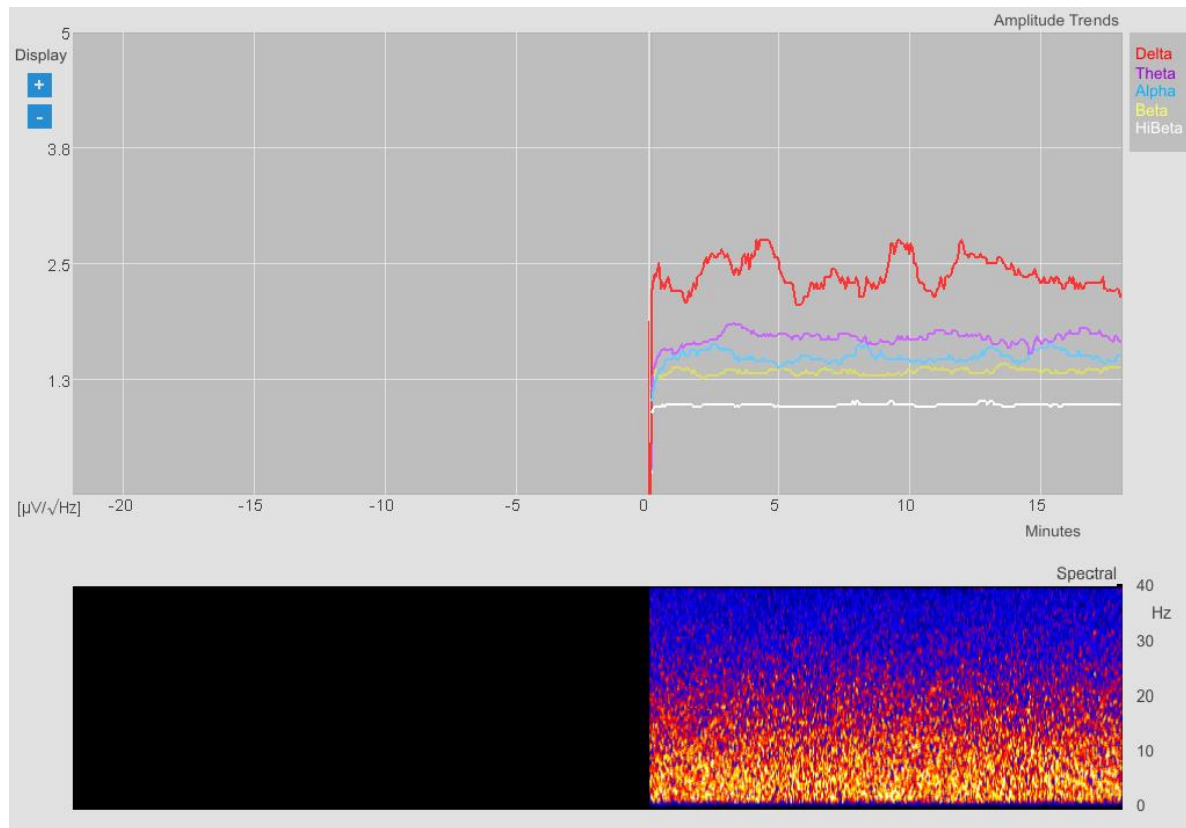 Amplitude Trends
5
Display
+
-
3.8
2.5
1.3
Delta
Theta
Alpha
Beta
HiBeta
[µV/√Hz] -20 -15 -10 -5 0 5 10 15
Minutes
Spectral
40
Hz
30
20
10
0